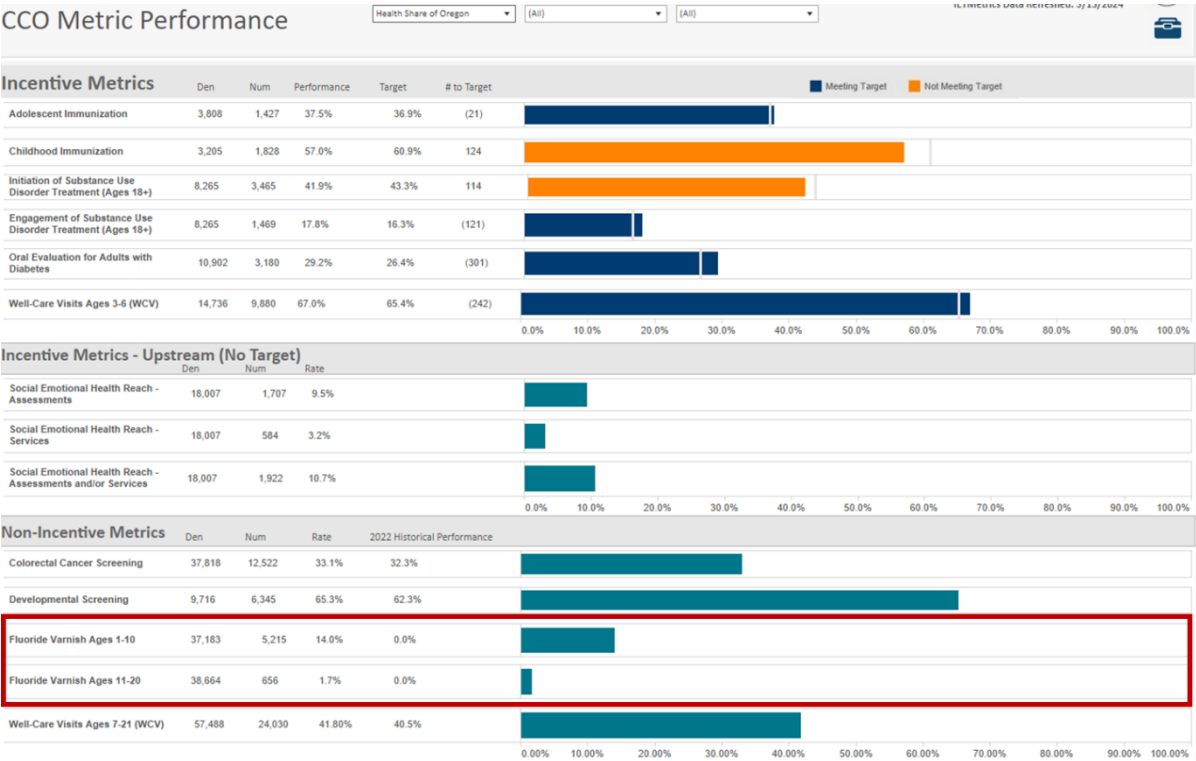 CCO Metric Performance
Health Share of Oregon
(All)
(All)
Incentive Metrics Den Num Performance Target # to Target Meeting Target Not Meeting Target
Adolescent Immunization 3,808 1,427 37.5% 36.9% (21)
Childhood Immunization 3,205 1,828 57.0% 60.9% 124
Initiation of Substance Use
Disorder Treatment (Ages 18+) 8,265 3,465 41.9% 43.3% 114
Engagement of Substance Use
Disorder Treatment (Ages 18+) 8,265 1,469 17.8% 16.3% (121)
Oral Evaluation for Adults with
Diabetes 10,902 3,180 29.2% 26.4% (301)
Well-Care Visits Ages 3-6 (WCV) 14,736 9,880 67.0% 65.4% (242)
0.0% 10.0% 20.0% 30.0% 40.0% 50.0% 60.0% 70.0% 80.0% 90.0% 100.0%
Incentive Metrics - Upstream (No Target)
Den Num Rate
Social Emotional Health Reach -
Assessments 18,007 1,707 9.5%
Social Emotional Health Reach -
Services 18,007 584 3.2%
Social Emotional Health Reach -
Assessments and/or Services 18,007 1,922 10.7%
0.0% 10.0% 20.0% 30.0% 40.0% 50.0% 60.0% 70.0% 80.0% 90.0% 100.0%
Non-Incentive Metrics Den Num Rate 2022 Historical Performance
Colorectal Cancer Screening 37,818 12,522 33.1% 32.3%
Developmental Screening 9,716 6,345 65.3% 62.3%
Fluoride Varnish Ages 1-10 37,183 5,215 14.0% 0.0%
Fluoride Varnish Ages 11-20 38,664 656 1.7% 0.0%
Well-Care Visits Ages 7-21 (WCV) 57,488 24,030 41.80% 40.5%
0.00% 10.00% 20.00% 30.00% 40.00% 50.00% 60.00% 70.00% 80.00% 90.00% 100.00%